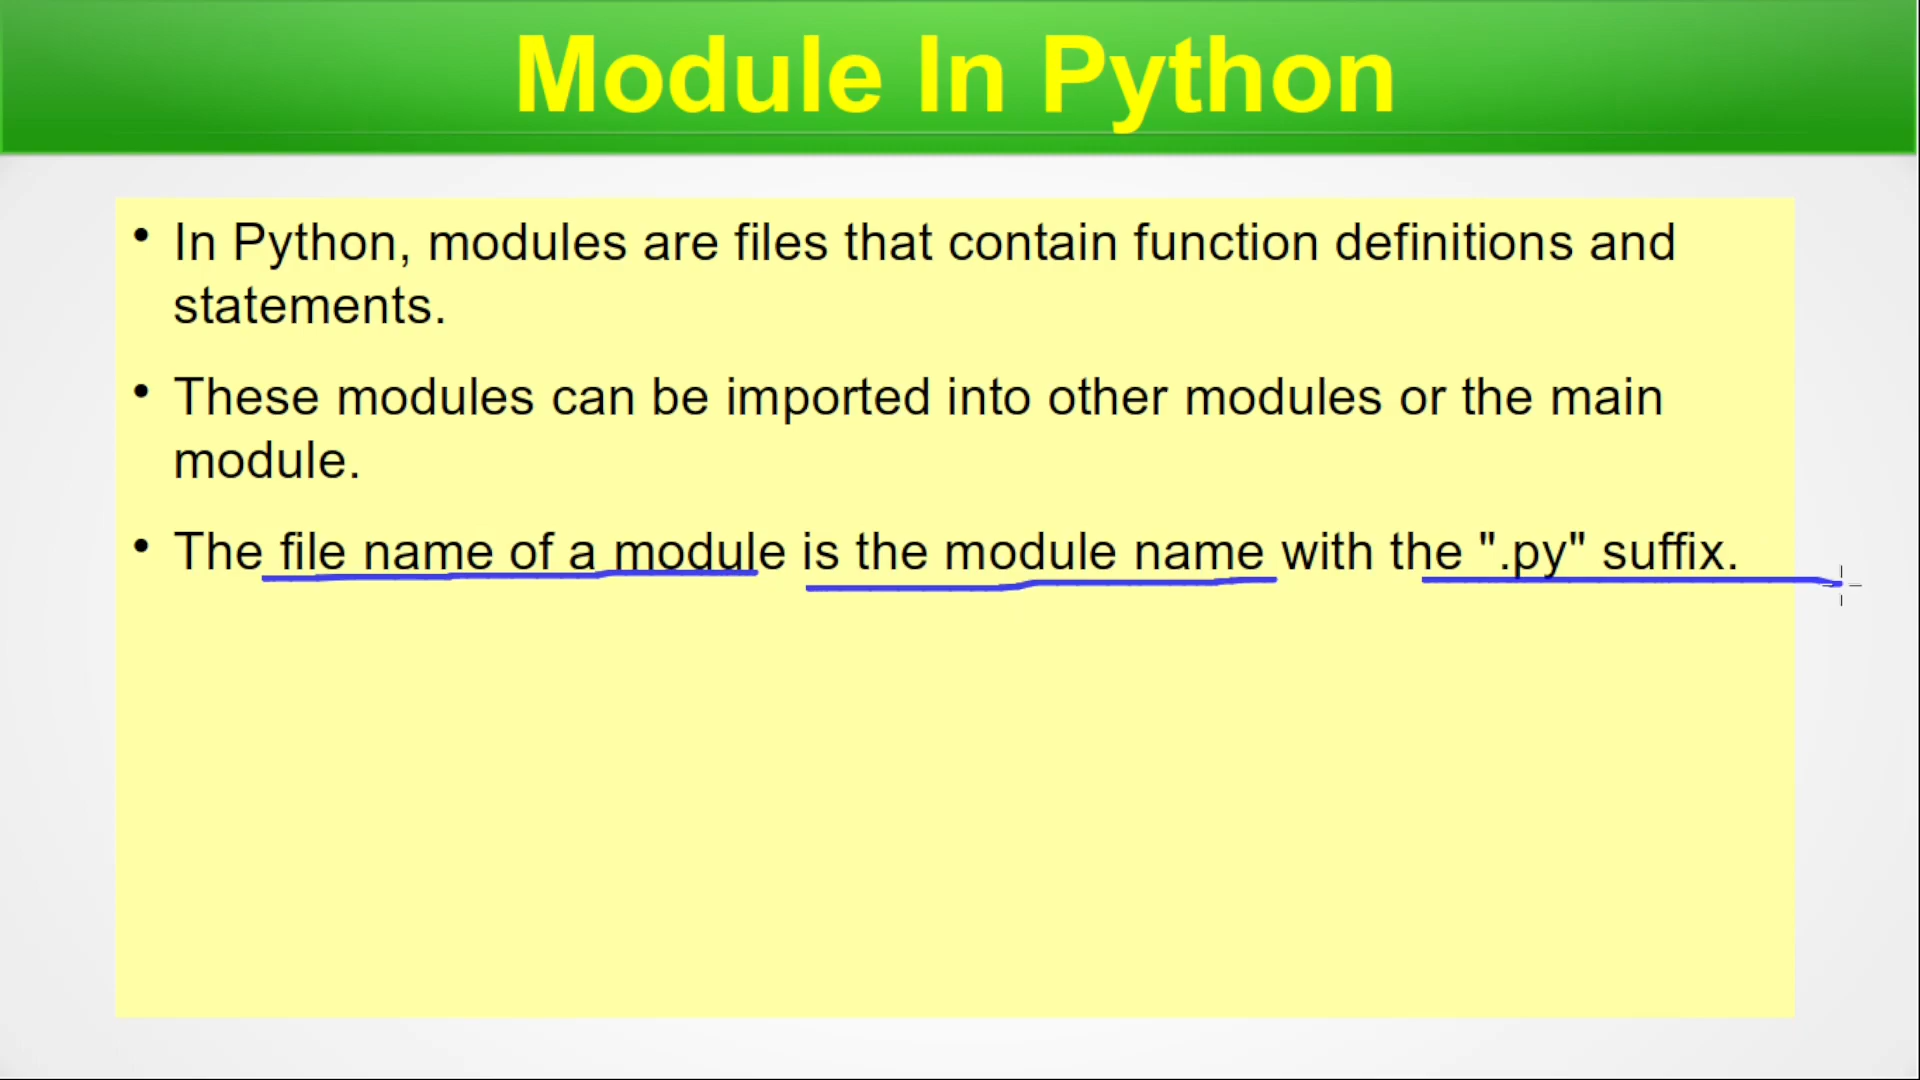 Module In Python
• In Python, modules are files that contain function definitions and
statements.
• These modules can be imported into other modules or the main
module.
• The file name of a module is the module name with the ".py" suffix.